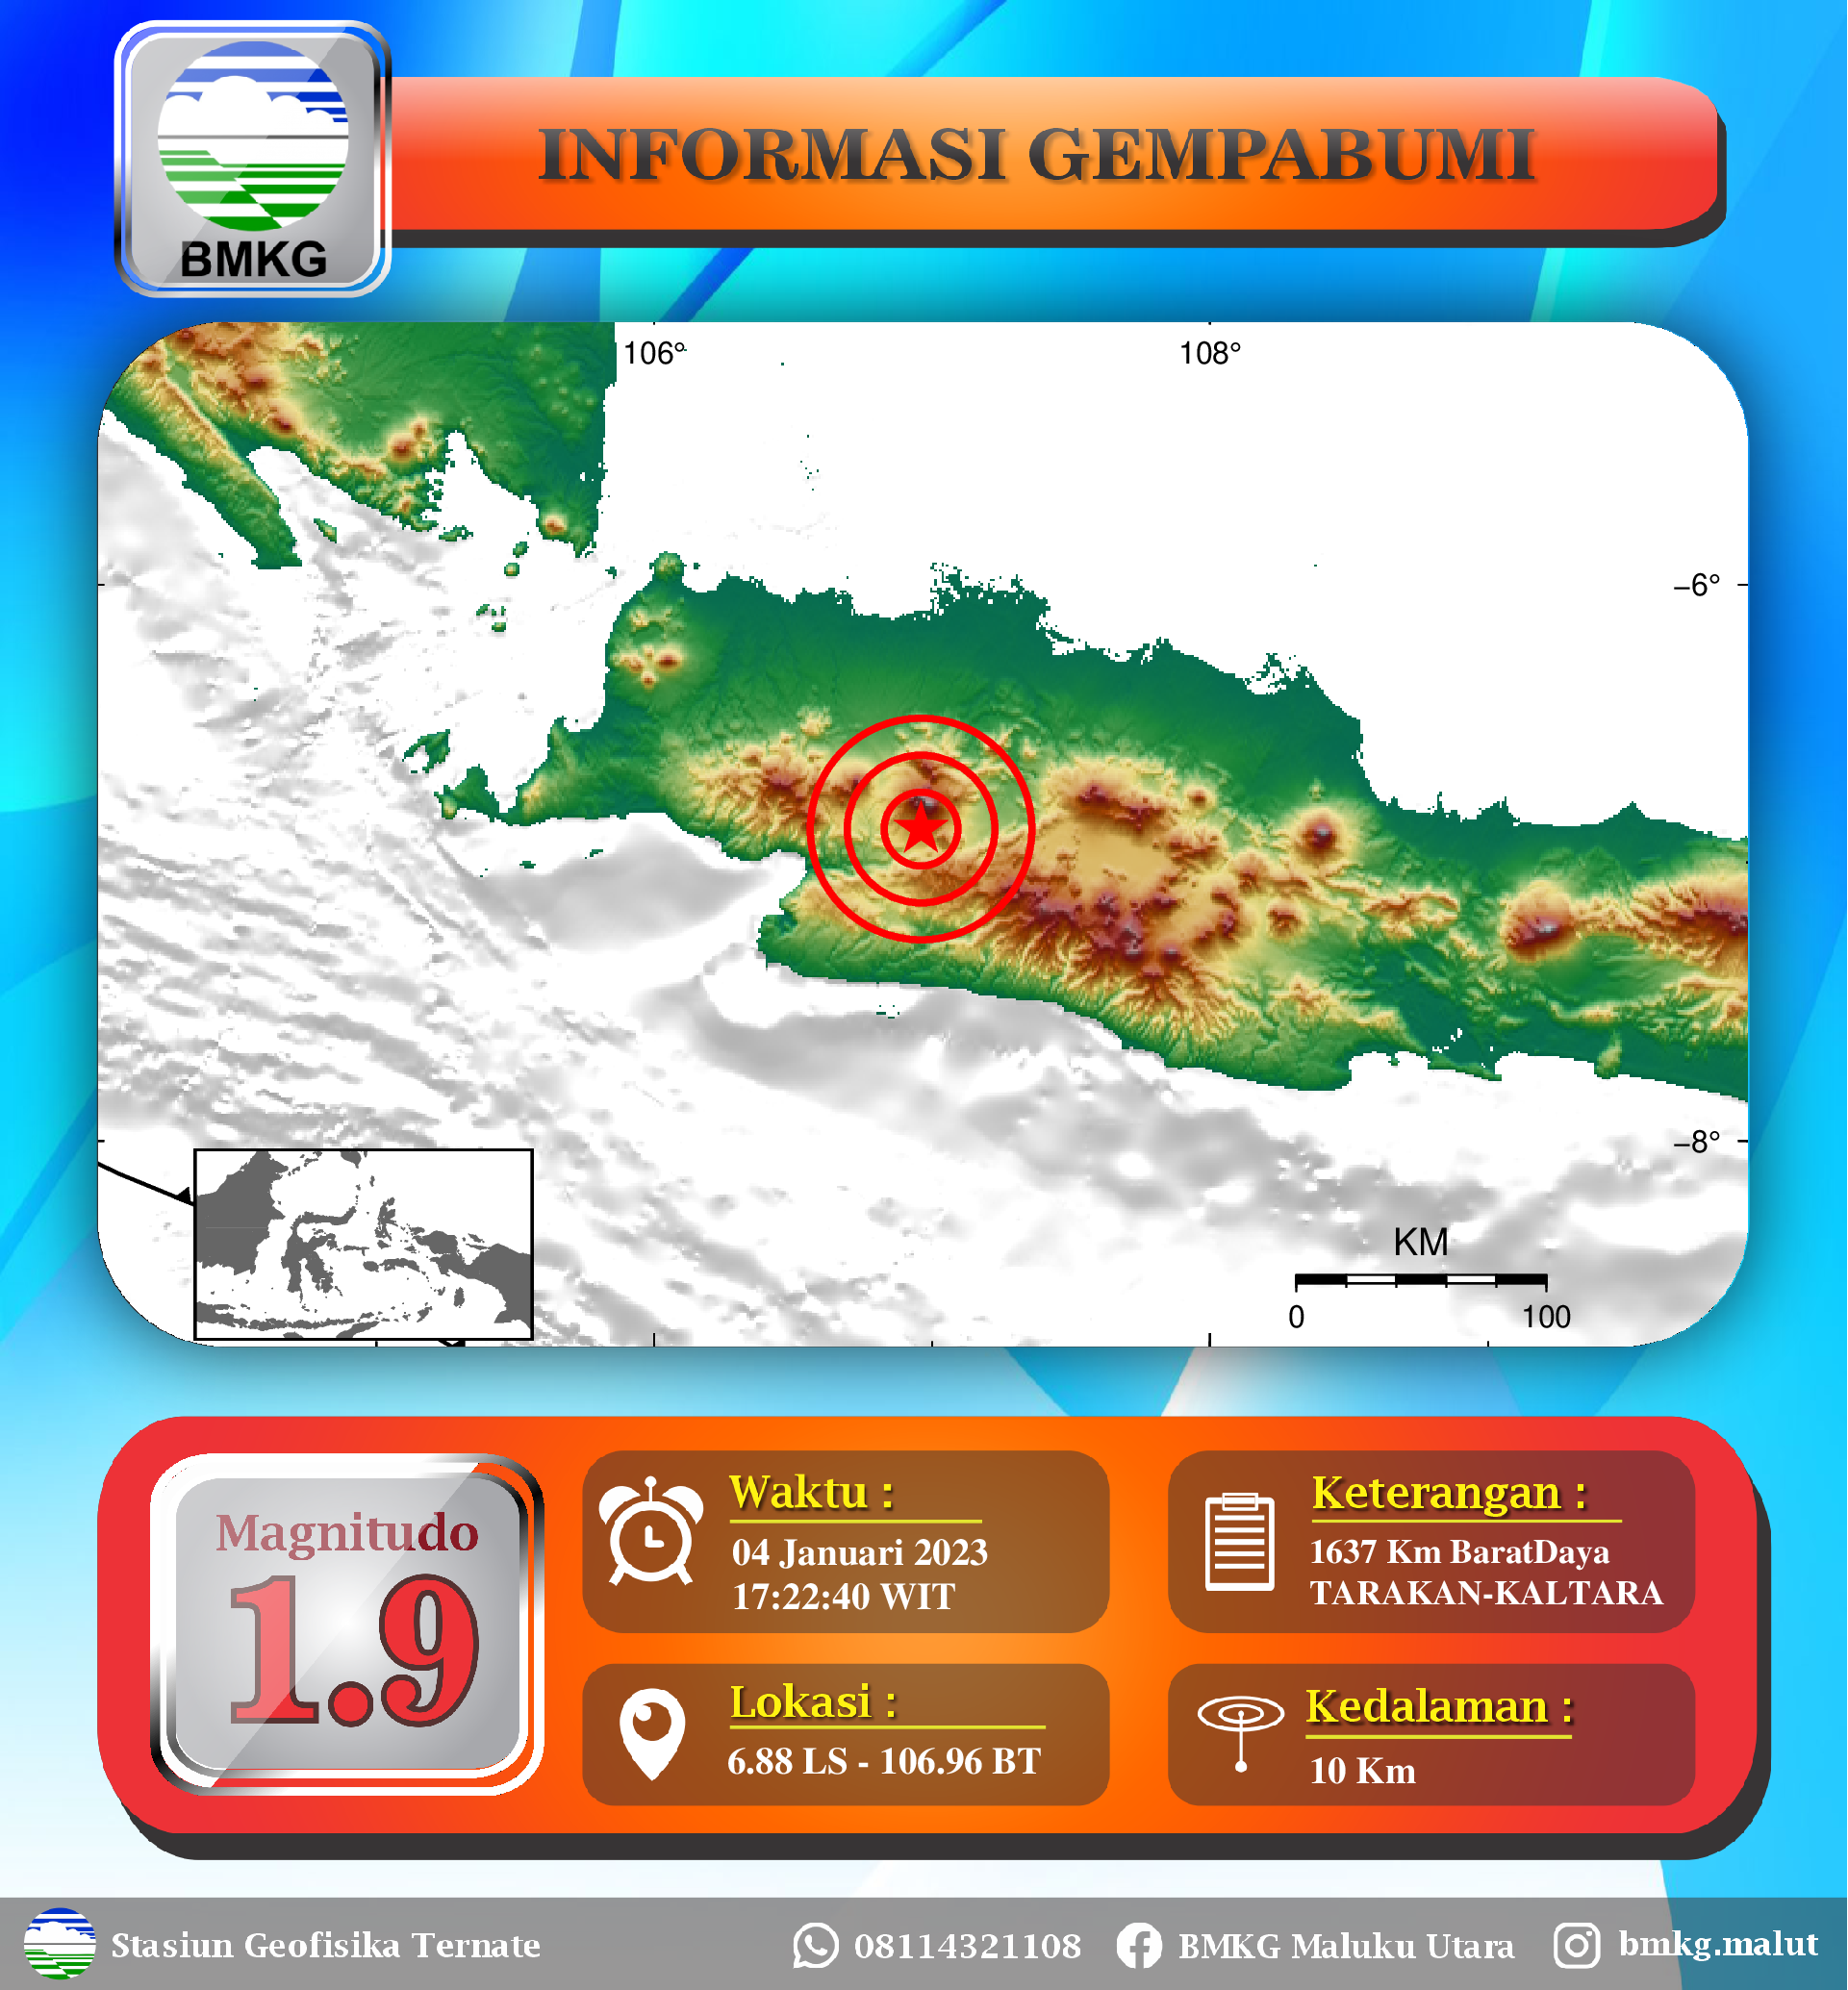 BMKG
INFORMASI GEMPABUMI
106°
108°
–6°
–8°
KM
0 100
Magnitudo
1.9
Waktu :
04 Januari 2023
17:22:40 WIT
Keterangan :
1637 Km BaratDaya
TARAKAN-KALTARA
Lokasi :
6.88 LS - 106.96 BT
Kedalaman :
10 Km
Stasiun Geofisika Ternate 08114321108 BMKG Maluku Utara bmkg.malut